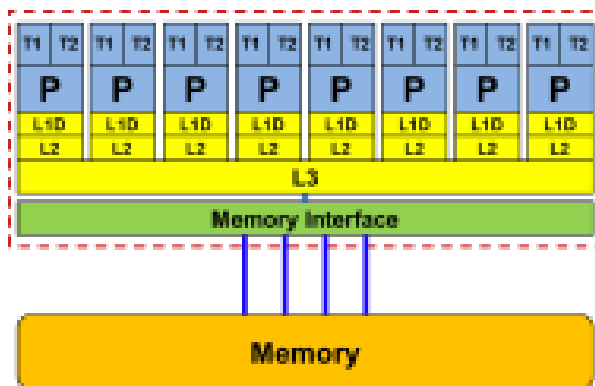 T1 T2 T1 T2 T1 T2 T1 T2 T1 T2 T1 T2 T1 T2 T1 T2
P P P P P P P P
L1D L1D L1D L1D L1D L1D L1D L1D
L2 L2 L2 L2 L2 L2 L2 L2
L3
Memory Interface
Memory